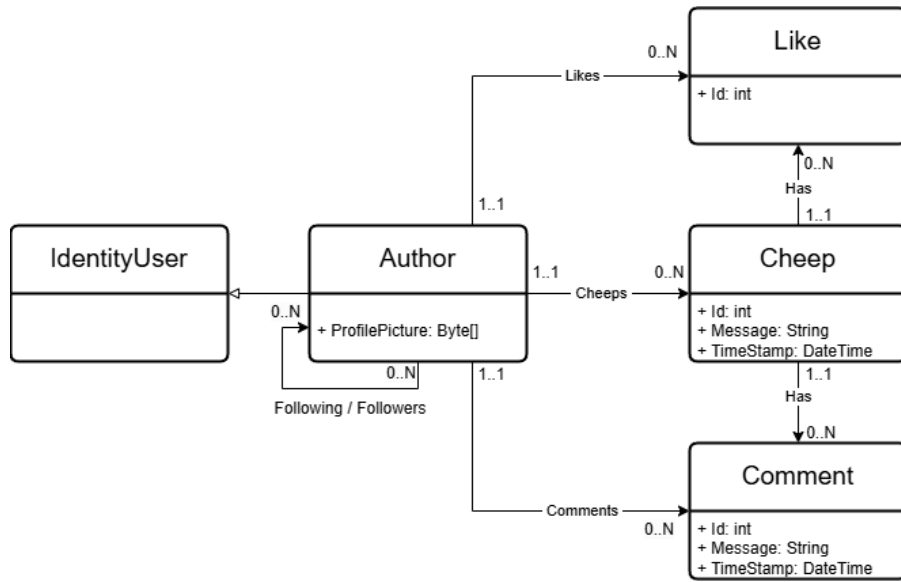 Like
+ Id: int
0..N
Likes
1..1
0..N
Has
1..1
IdentityUser
Author
+ ProfilePicture: Byte[]
1..1
Cheeps
0..N
Cheep
+ Id: int
+ Message: String
+ TimeStamp: DateTime
0..N
0..N
Following / Followers
1..1
1..1
Has
0..N
Comments
0..N
Comment
+ Id: int
+ Message: String
+ TimeStamp: DateTime